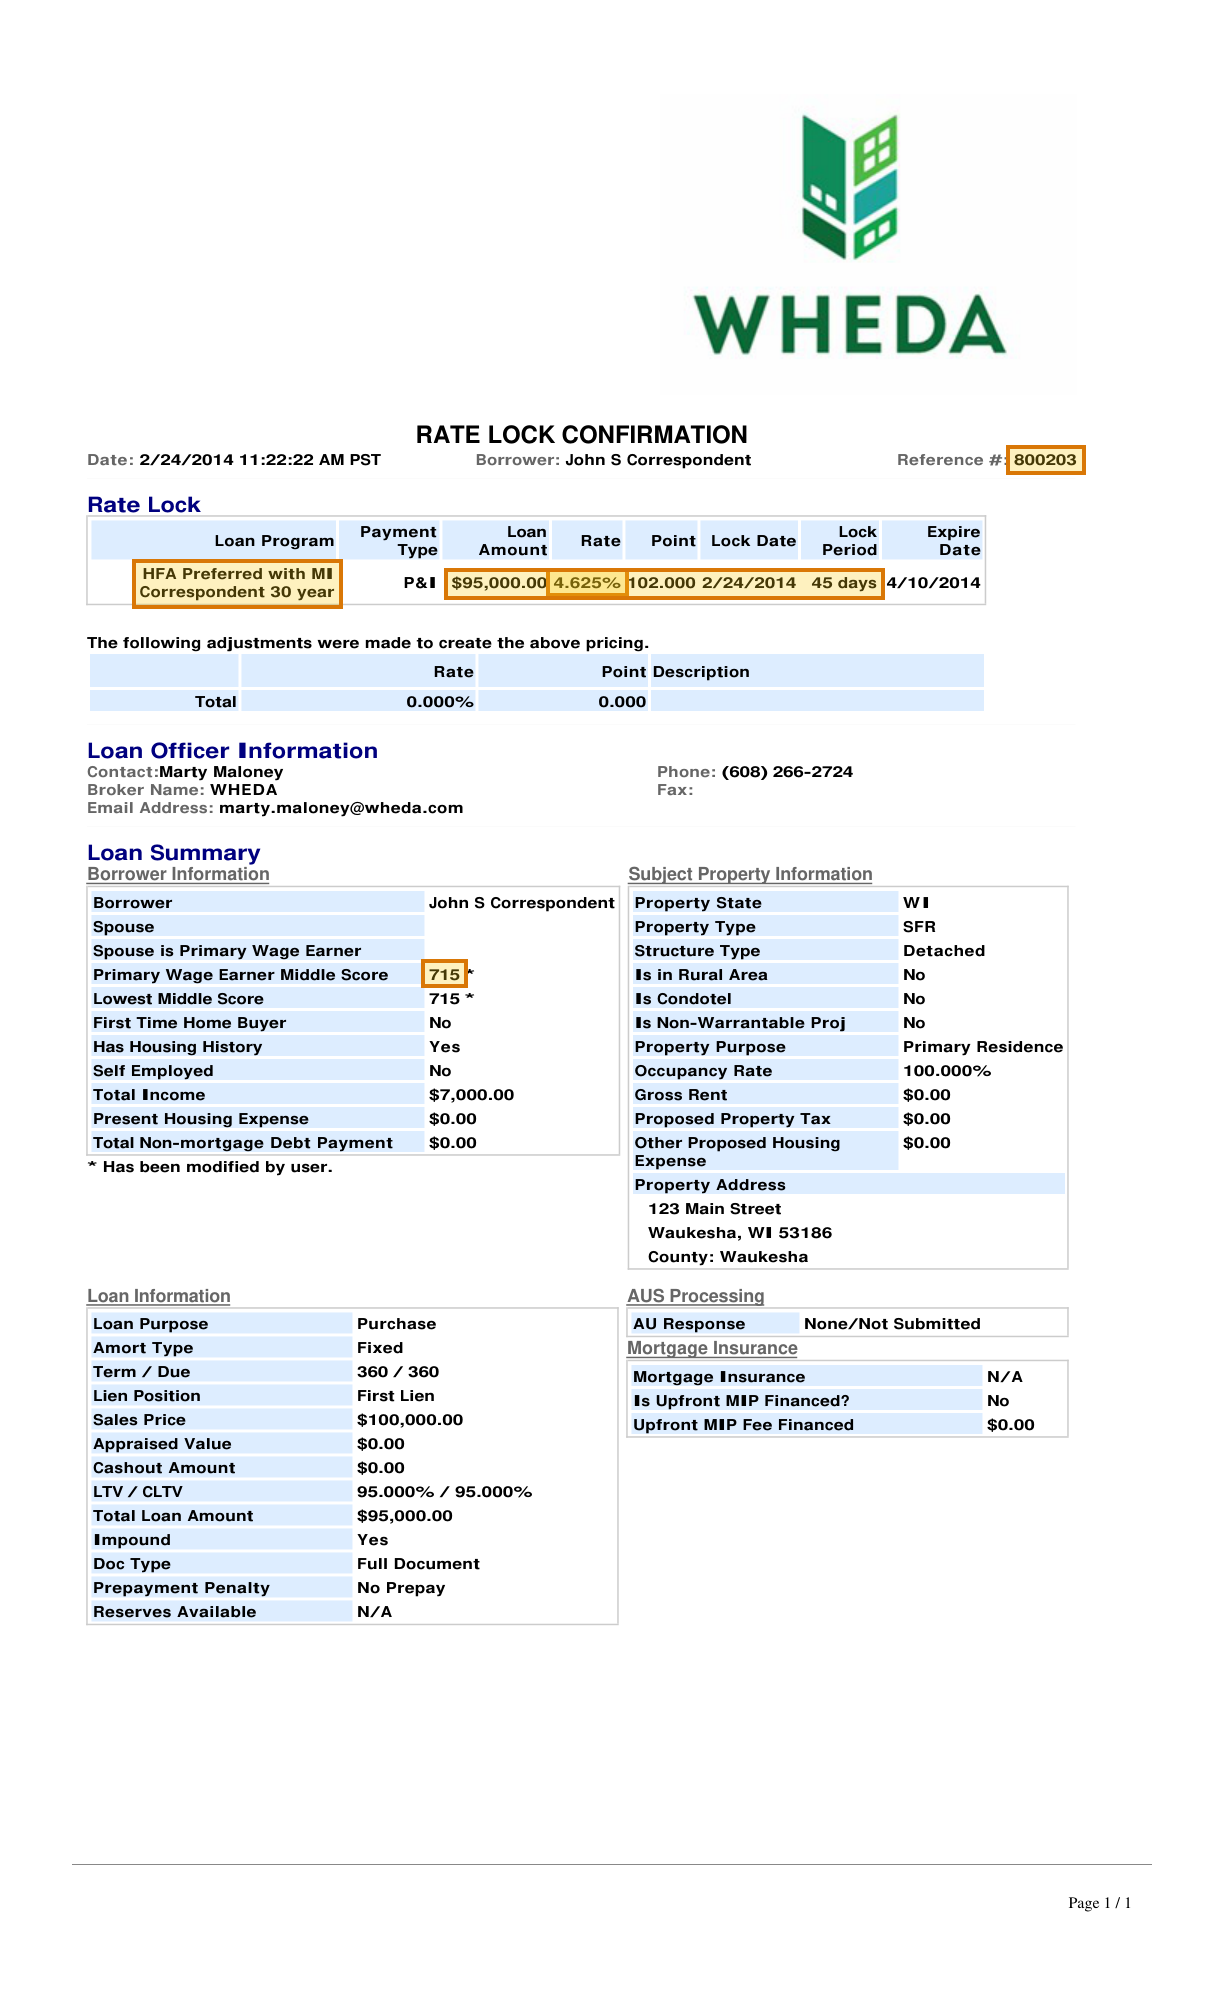 WHEDA
RATE LOCK CONFIRMATION
Date: 2/24/2014 11:22:22 AM PST Borrower: John S Correspondent Reference #: 800203
Rate Lock
Loan Program Payment Type Loan Amount Rate Point Lock Date Lock Period Expire Date
HFA Preferred with MI Correspondent 30 year P&I $95,000.00 4.625% 102.000 2/24/2014 45 days 4/10/2014
The following adjustments were made to create the above pricing.
Rate Point Description
Total 0.000% 0.000
Loan Officer Information
Contact:Marty Maloney Phone: (608) 266-2724
Broker Name: WHEDA Fax:
Email Address: marty.maloney@wheda.com
Loan Summary
Borrower Information
Borrower John S Correspondent
Spouse
Spouse is Primary Wage Earner
Primary Wage Earner Middle Score 715 *
Lowest Middle Score 715 *
First Time Home Buyer No
Has Housing History Yes
Self Employed No
Total Income $7,000.00
Present Housing Expense $0.00
Total Non-mortgage Debt Payment $0.00
* Has been modified by user.
Subject Property Information
Property State WI
Property Type SFR
Structure Type Detached
Is in Rural Area No
Is Condotel No
Is Non-Warrantable Proj No
Property Purpose Primary Residence
Occupancy Rate 100.000%
Gross Rent $0.00
Proposed Property Tax $0.00
Other Proposed Housing Expense $0.00
Property Address
123 Main Street
Waukesha, WI 53186
County: Waukesha
Loan Information
Loan Purpose Purchase
Amort Type Fixed
Term / Due 360 / 360
Lien Position First Lien
Sales Price $100,000.00
Appraised Value $0.00
Cashout Amount $0.00
LTV / CLTV 95.000% / 95.000%
Total Loan Amount $95,000.00
Impound Yes
Doc Type Full Document
Prepayment Penalty No Prepay
Reserves Available N/A
AUS Processing
AU Response None/Not Submitted
Mortgage Insurance
Mortgage Insurance N/A
Is Upfront MIP Financed? No
Upfront MIP Fee Financed $0.00
Page 1 / 1